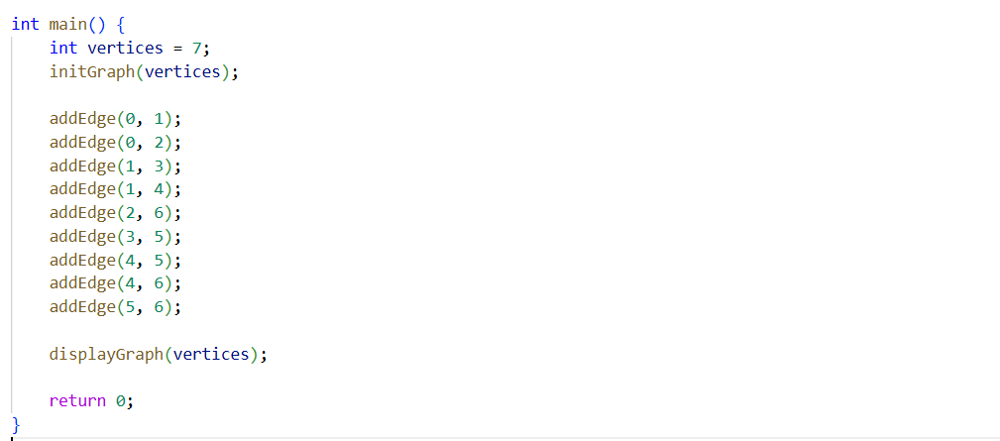 int main() {
    int vertices = 7;
    initGraph(vertices);

    addEdge(0, 1);
    addEdge(0, 2);
    addEdge(1, 3);
    addEdge(1, 4);
    addEdge(2, 6);
    addEdge(3, 5);
    addEdge(4, 5);
    addEdge(4, 6);
    addEdge(5, 6);

    displayGraph(vertices);

    return 0;
}